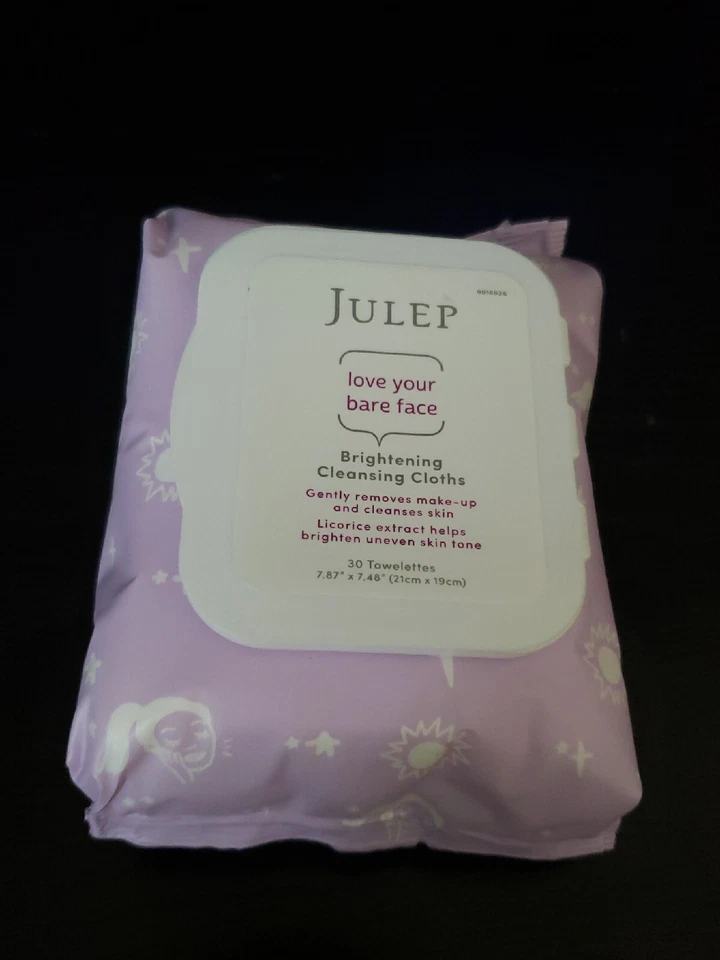 JULEP
love your
bare face
Brightening
Cleansing Cloths
Gently removes make-up
and cleanses skin
Licorice extract helps
brighten uneven skin tone
30 Towelettes
7.87" x 7.48" (21cm x 19cm)